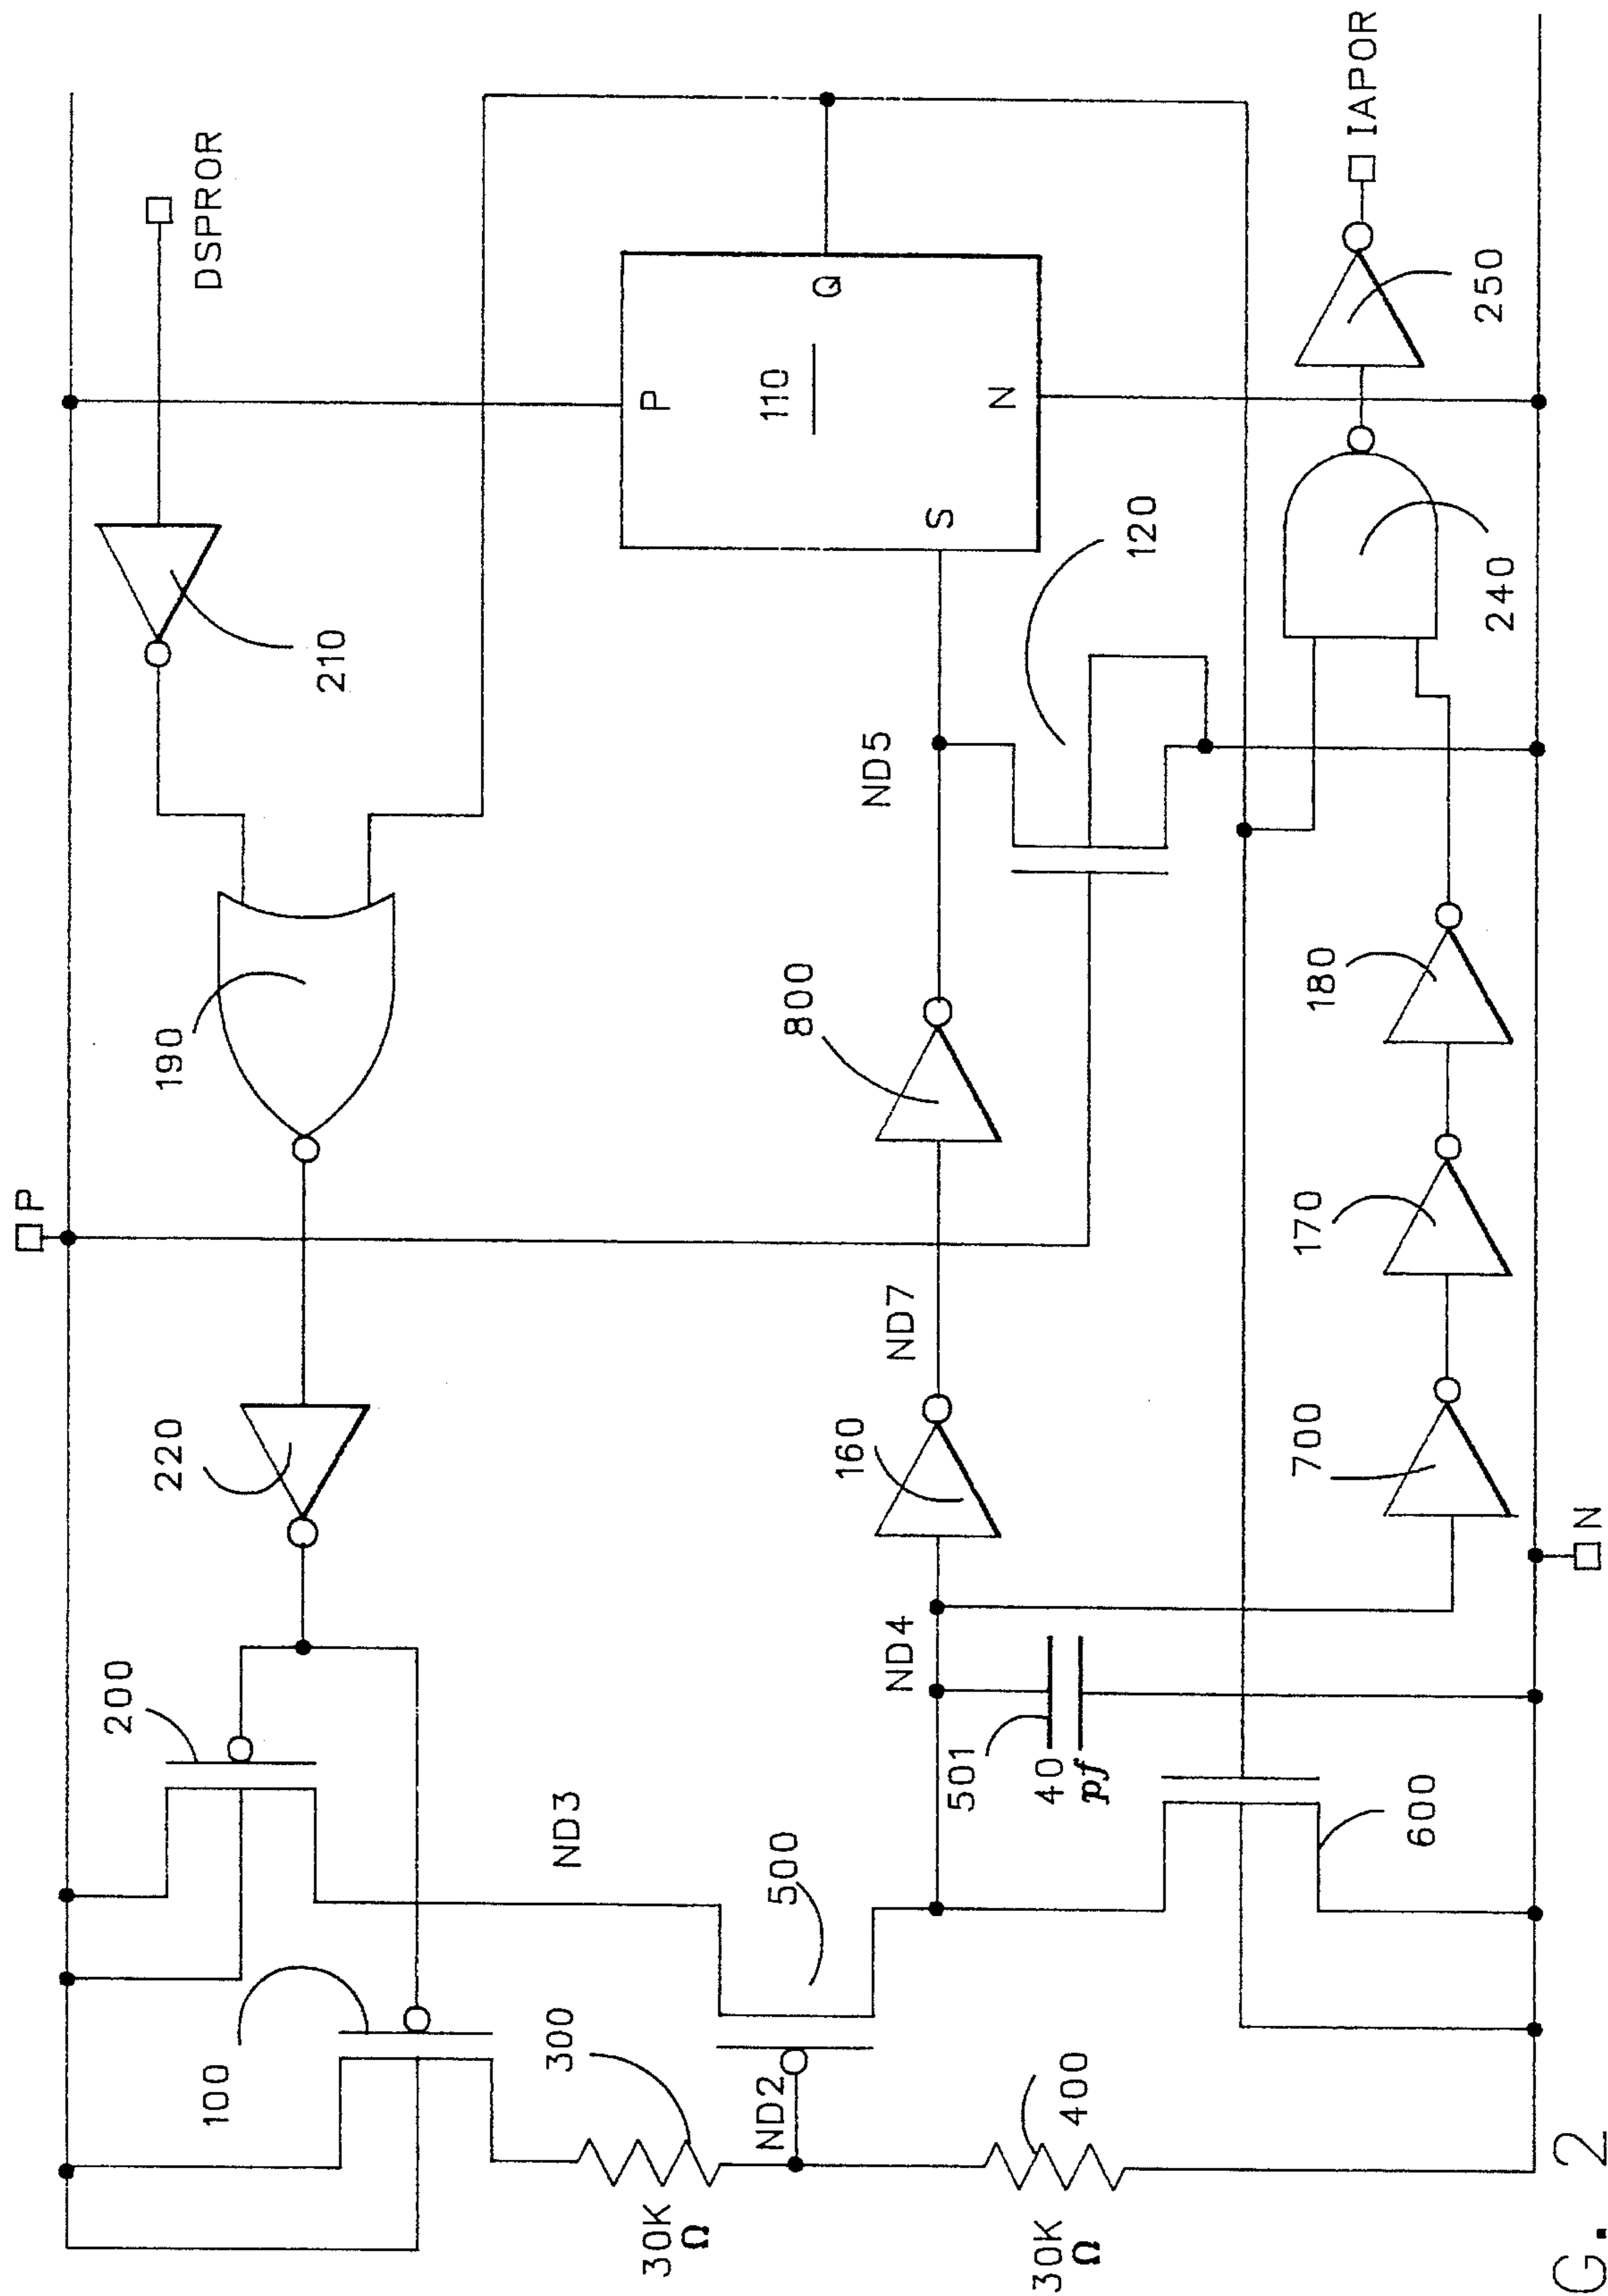 P
DSPROR
210
190
220
200
100
ND3
300
30K
Ω
ND2
500
400
30K
Ω
ND4
501
40
pf
600
160
ND7
800
ND5
120
P
110
Q
S
N
700
170
180
240
250
IAPOR
N
G. 2